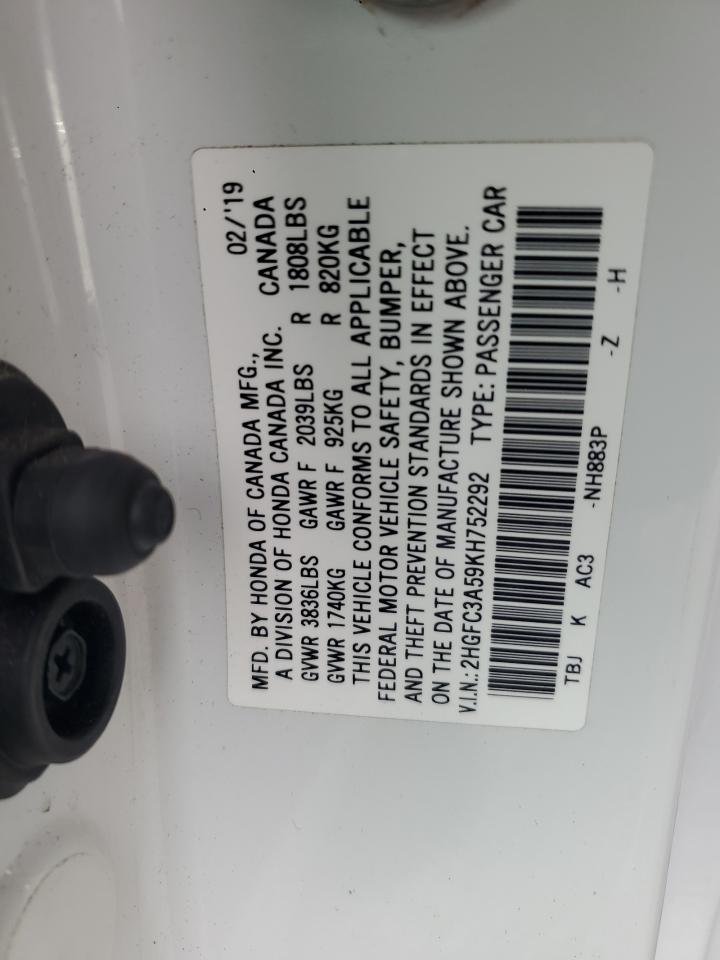 02/'19
MFD. BY HONDA OF CANADA MFG.,
A DIVISION OF HONDA CANADA INC. CANADA
GVWR 3836LBS GAWR F 2039LBS R 1808LBS
GVWR 1740KG GAWR F 925KG R 820KG
THIS VEHICLE CONFORMS TO ALL APPLICABLE
FEDERAL MOTOR VEHICLE SAFETY, BUMPER,
AND THEFT PREVENTION STANDARDS IN EFFECT
ON THE DATE OF MANUFACTURE SHOWN ABOVE.
V.I.N.: 2HGFC3A59KH752292 TYPE: PASSENGER CAR
TBJ K AC3 -NH883P -Z -H